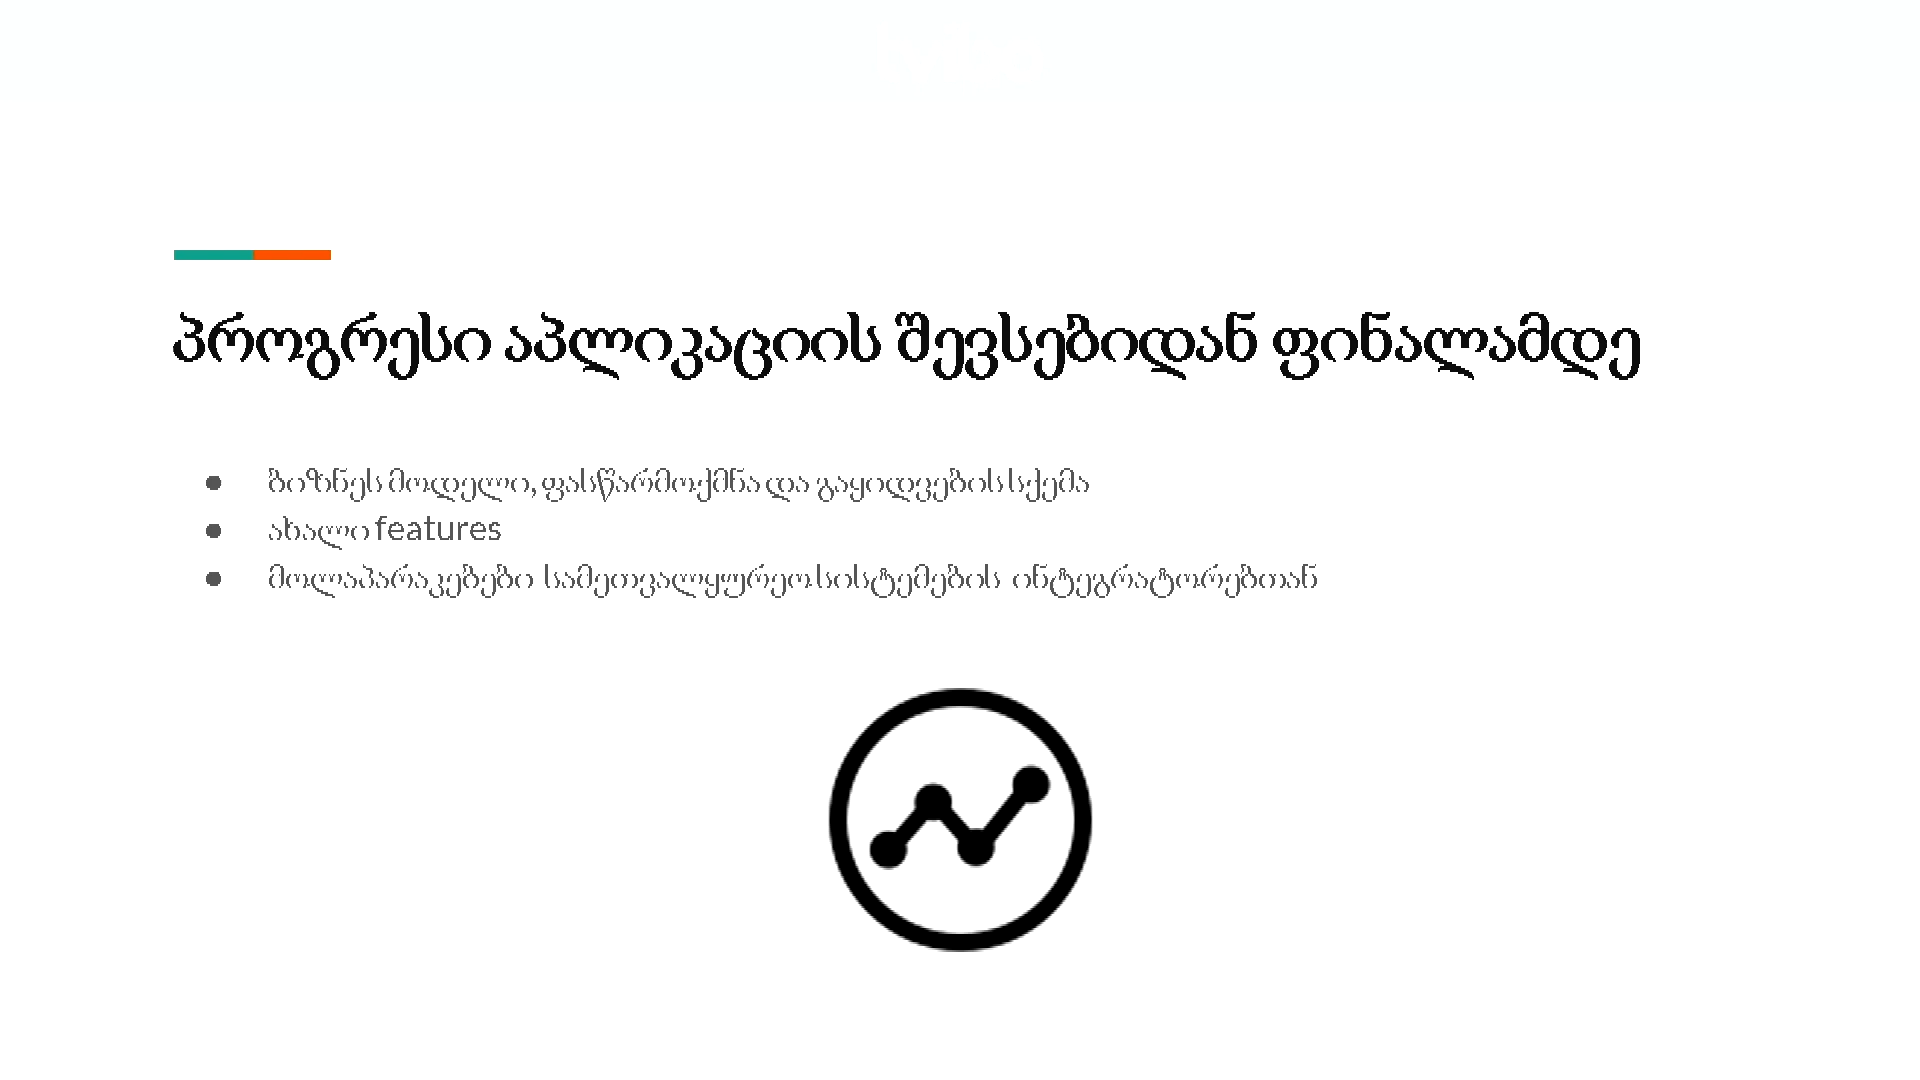 პროგრესი აპლიკაციის შევსებიდან ფინალამდე
ბიზნეს მოდელი, ფასწარმოქმნა და გაყიდვების სქემა
ახალი features
მოლაპარაკებები სამეთვალყურეო სისტემების ინტეგრატორებთან